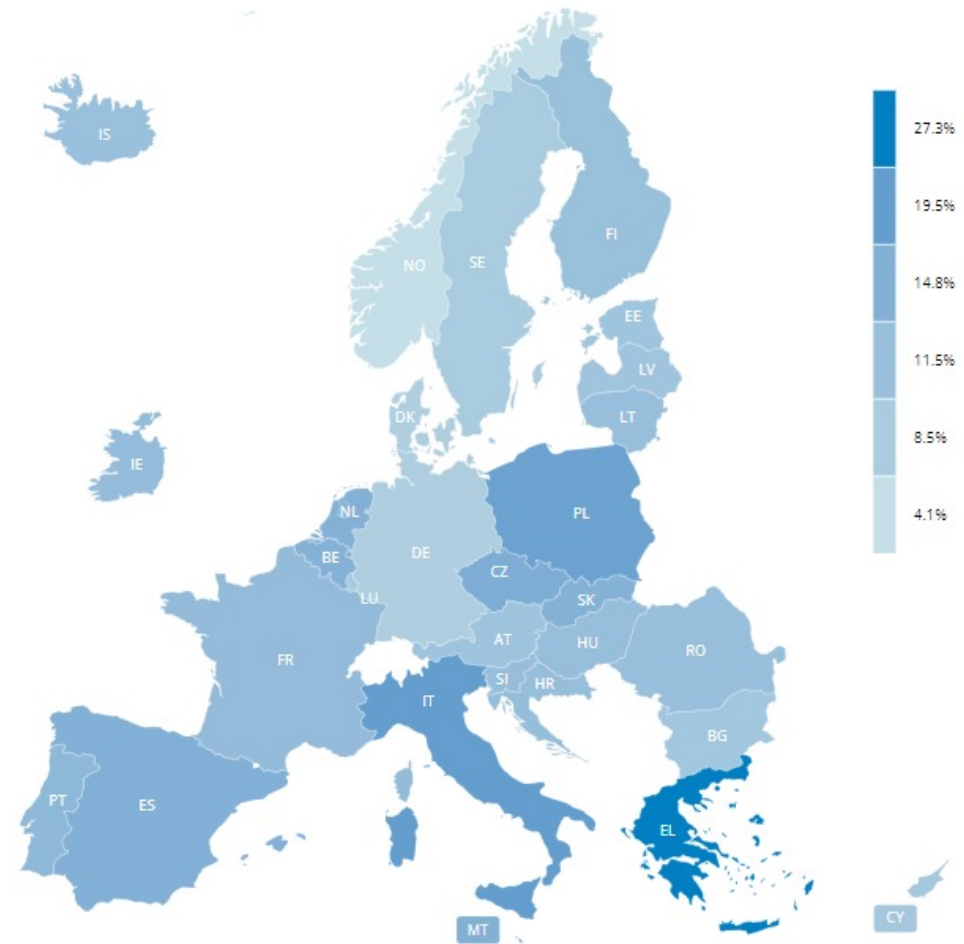 IS
27.3%
19.5%
FI
SE
NO
14.8%
EE
11.5%
LV
DK
LT
8.5%
IE
NL
PL
4.1%
DE
BE
CZ
LU
SK
AT
HU
RO
FR
SI
HR
IT
BG
PT
ES
EL
CY
MT